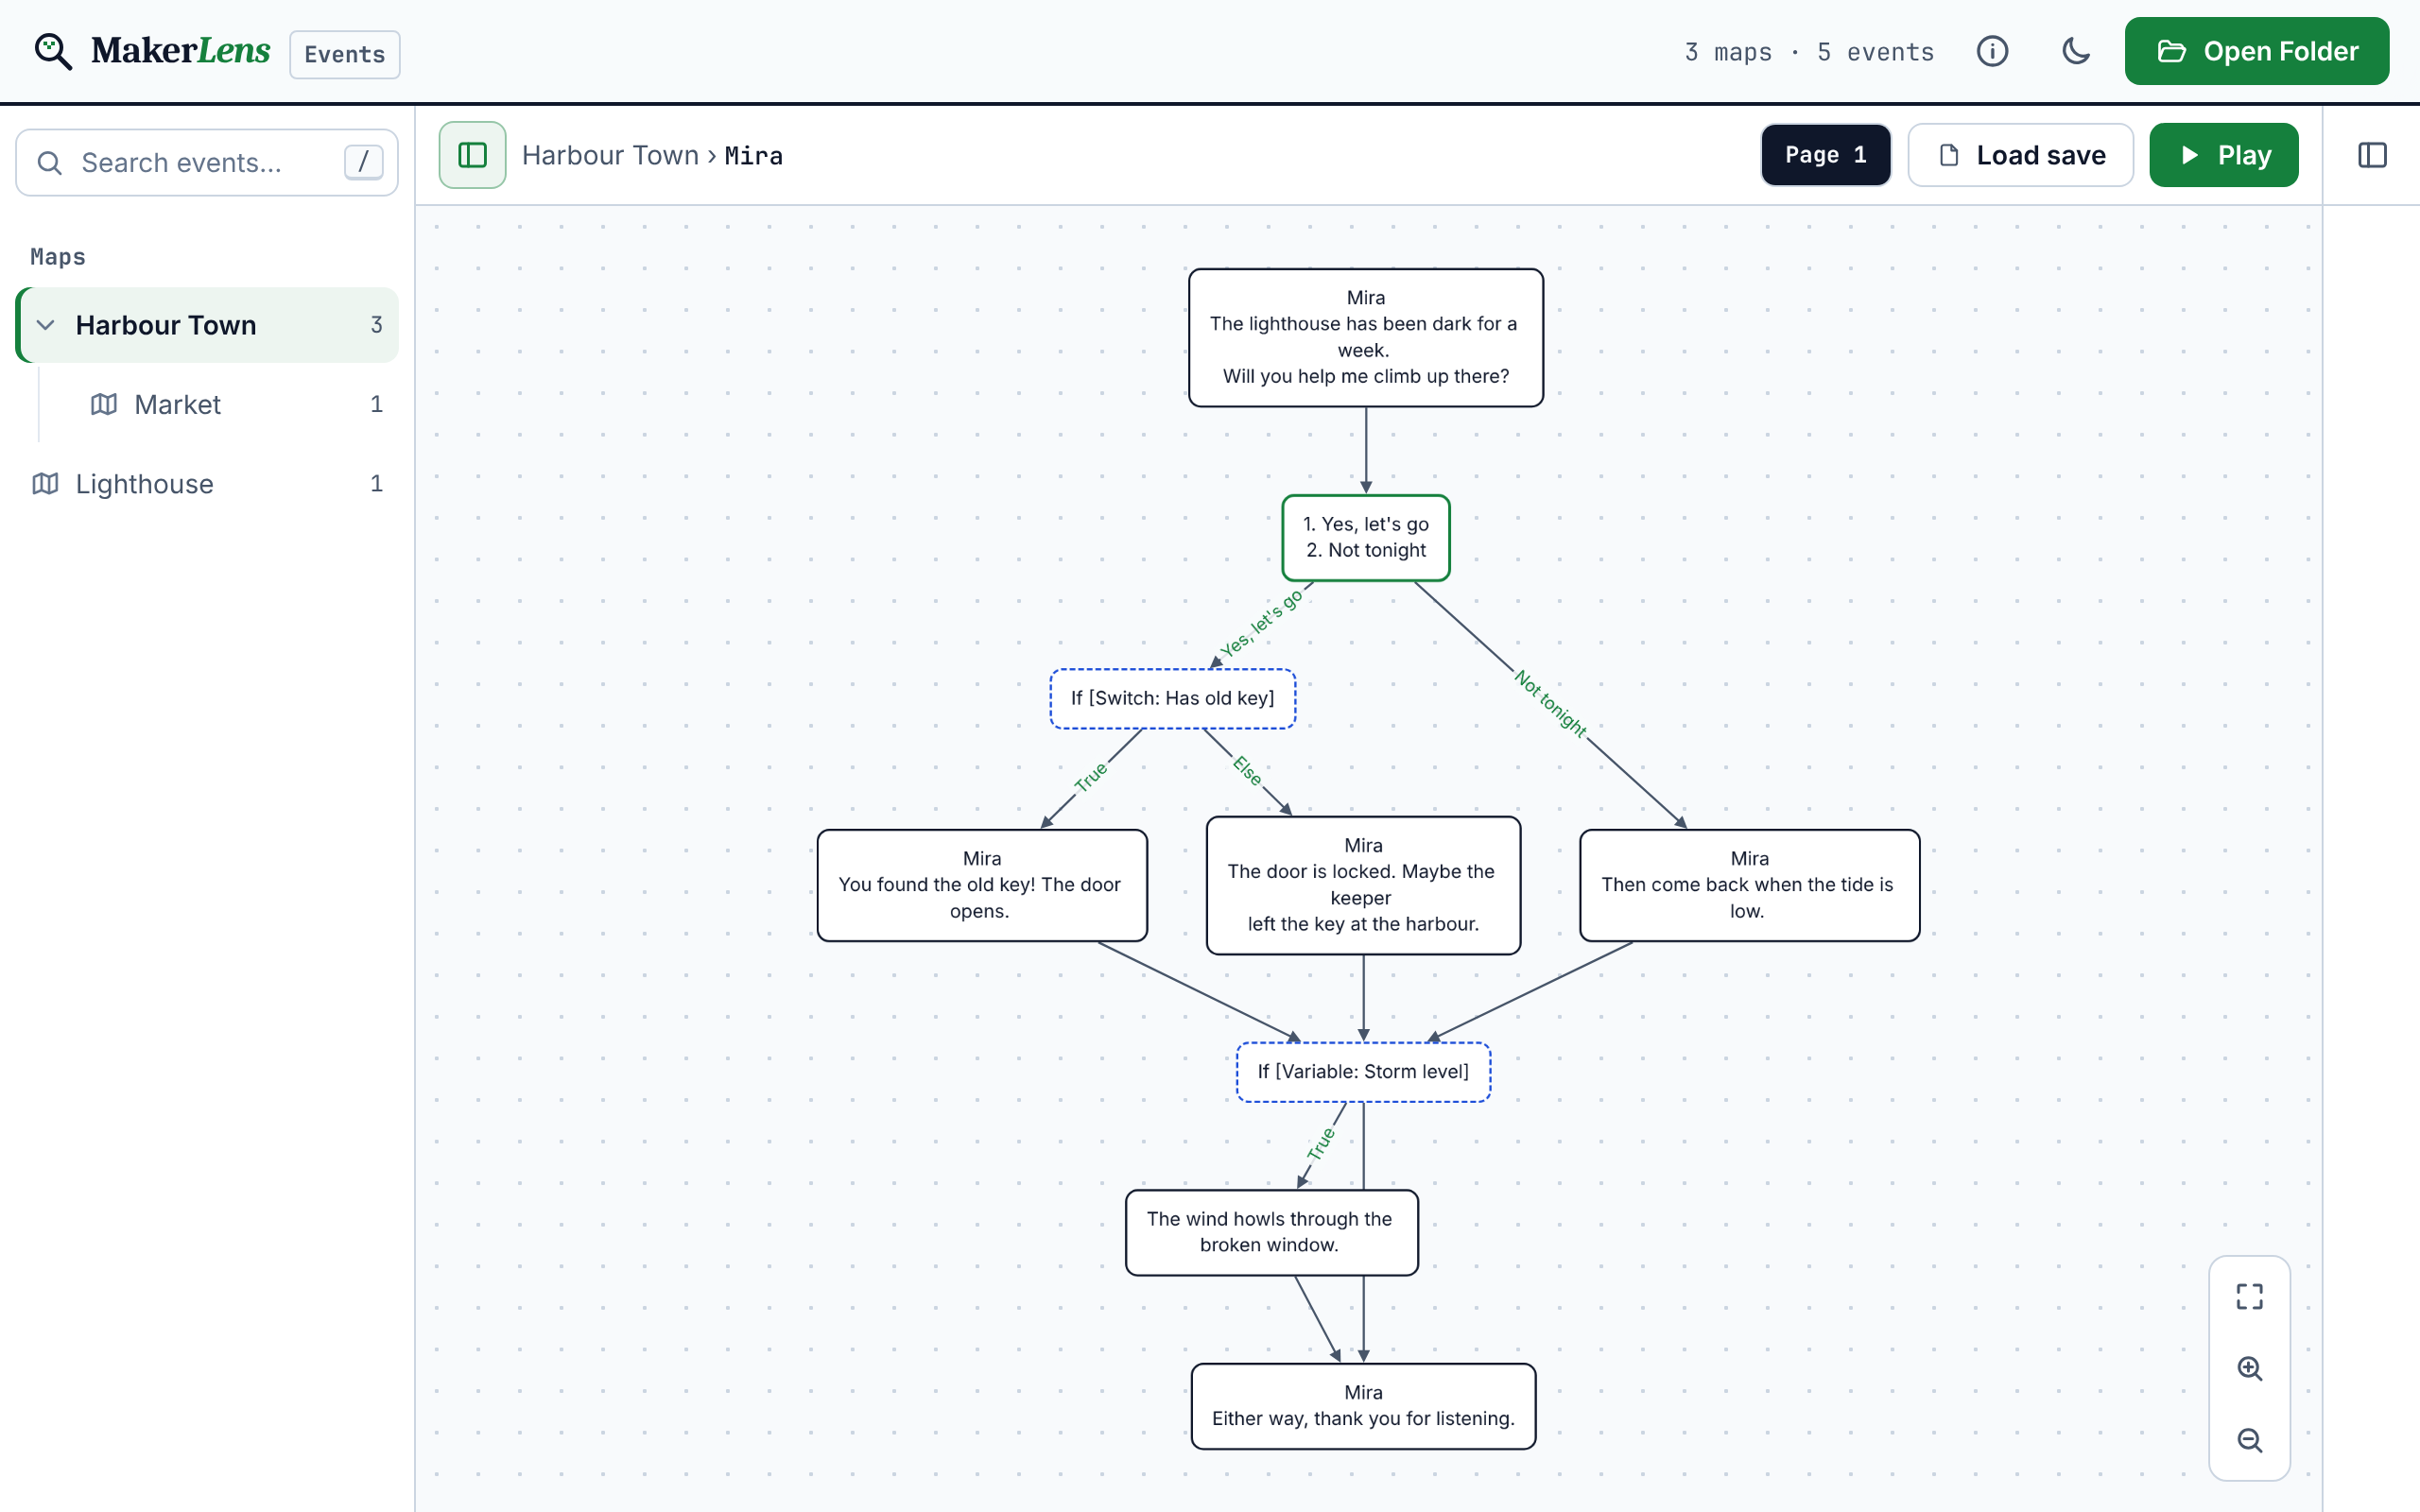 MakerLens Events
3 maps · 5 events
Open Folder
Search events... /
Harbour Town › Mira
Page 1
Load save
Play
Maps
Harbour Town 3
Market 1
Lighthouse 1
Mira
The lighthouse has been dark for a
week.
Will you help me climb up there?
1. Yes, let's go
2. Not tonight
Yes, let's go
Not tonight
If [Switch: Has old key]
True
Else
Mira
You found the old key! The door
opens.
Mira
The door is locked. Maybe the
keeper
left the key at the harbour.
Mira
Then come back when the tide is
low.
If [Variable: Storm level]
True
The wind howls through the
broken window.
Mira
Either way, thank you for listening.